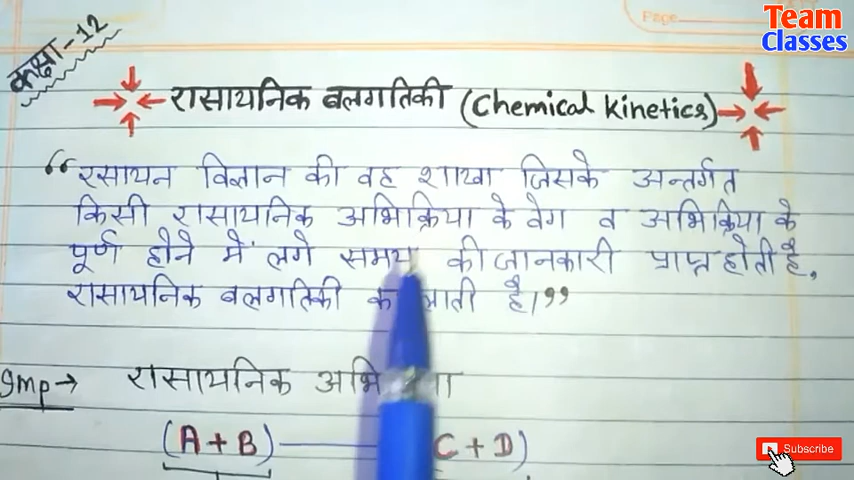 कक्षा-12
Page
Team
Classes
रासायनिक बलगतिकी (Chemical Kinetics)
“रसायन विज्ञान की वह शाखा जिसके अन्तर्गत
किसी रासायनिक अभिक्रिया के वेग व अभिक्रिया के
पूर्ण होने में लगे समय की जानकारी प्राप्त होती है,
रासायनिक बलगतिकी है।”
Imp→ रासायनिक
(A+B) C+D)
Subscribe